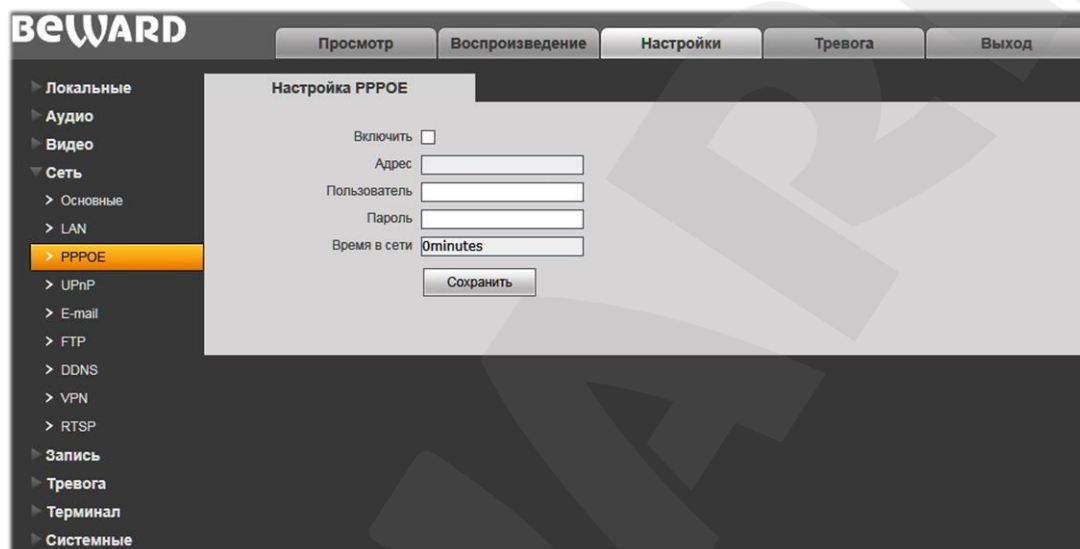 BEWARD
Просмотр Воспроизведение Настройки Тревога Выход
Локальные
Аудио
Видео
Сеть
Основные
LAN
PPPOE
UPnP
E-mail
FTP
DDNS
VPN
RTSP
Запись
Тревога
Терминал
Системные
Настройка PPPOE
Включить
Адрес
Пользователь
Пароль
Время в сети 0minutes
Сохранить